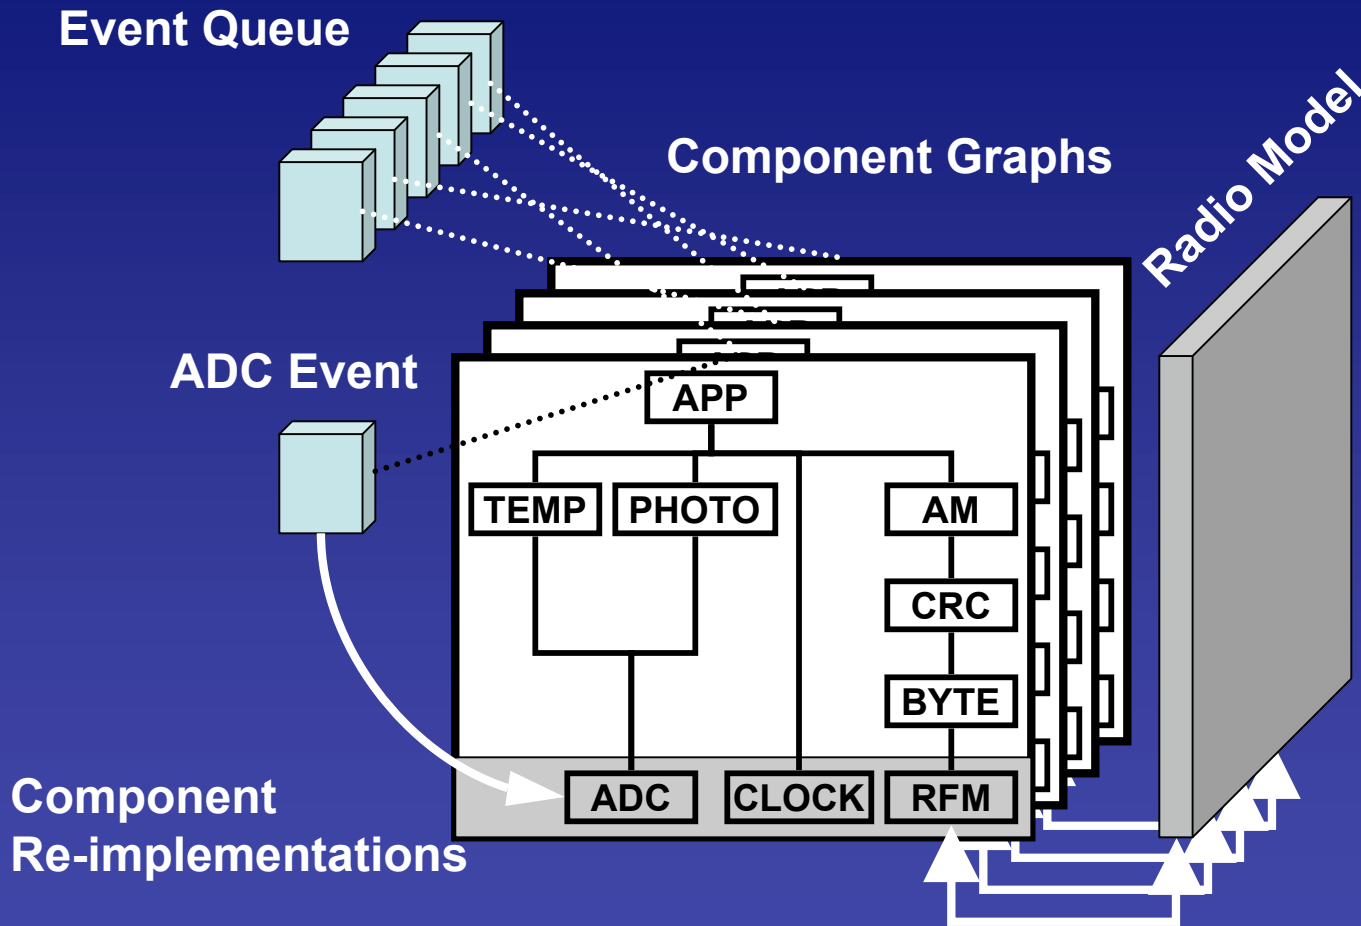 Event Queue
Component Graphs
Radio Model
ADC Event
APP
TEMP PHOTO AM
CRC
BYTE
ADC CLOCK RFM
Component
Re-implementations